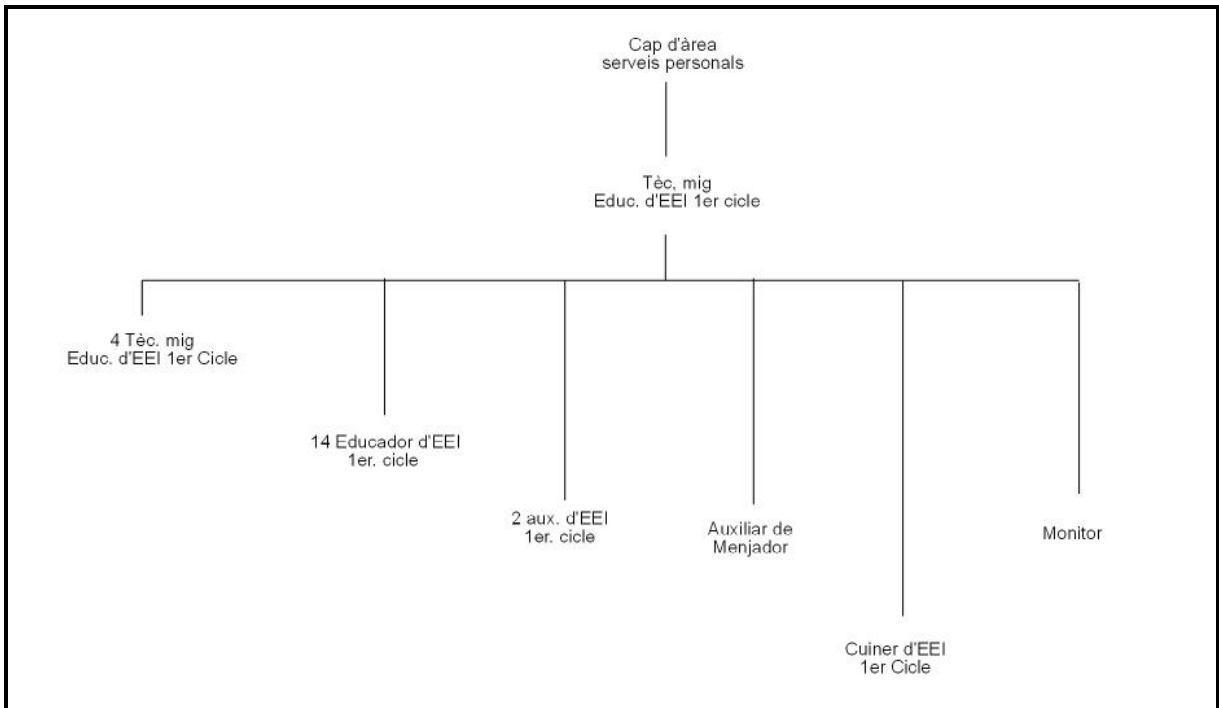 Cap d'àrea
serveis personals
Tèc, mig
Educ. d'EEI 1er cicle
4 Tèc. mig
Educ. d'EEI 1er Cicle
14 Educador d'EEI
1er. cicle
2 aux. d'EEI
1er. cicle
Auxiliar de
Menjador
Monitor
Cuiner d'EEI
1er Cicle